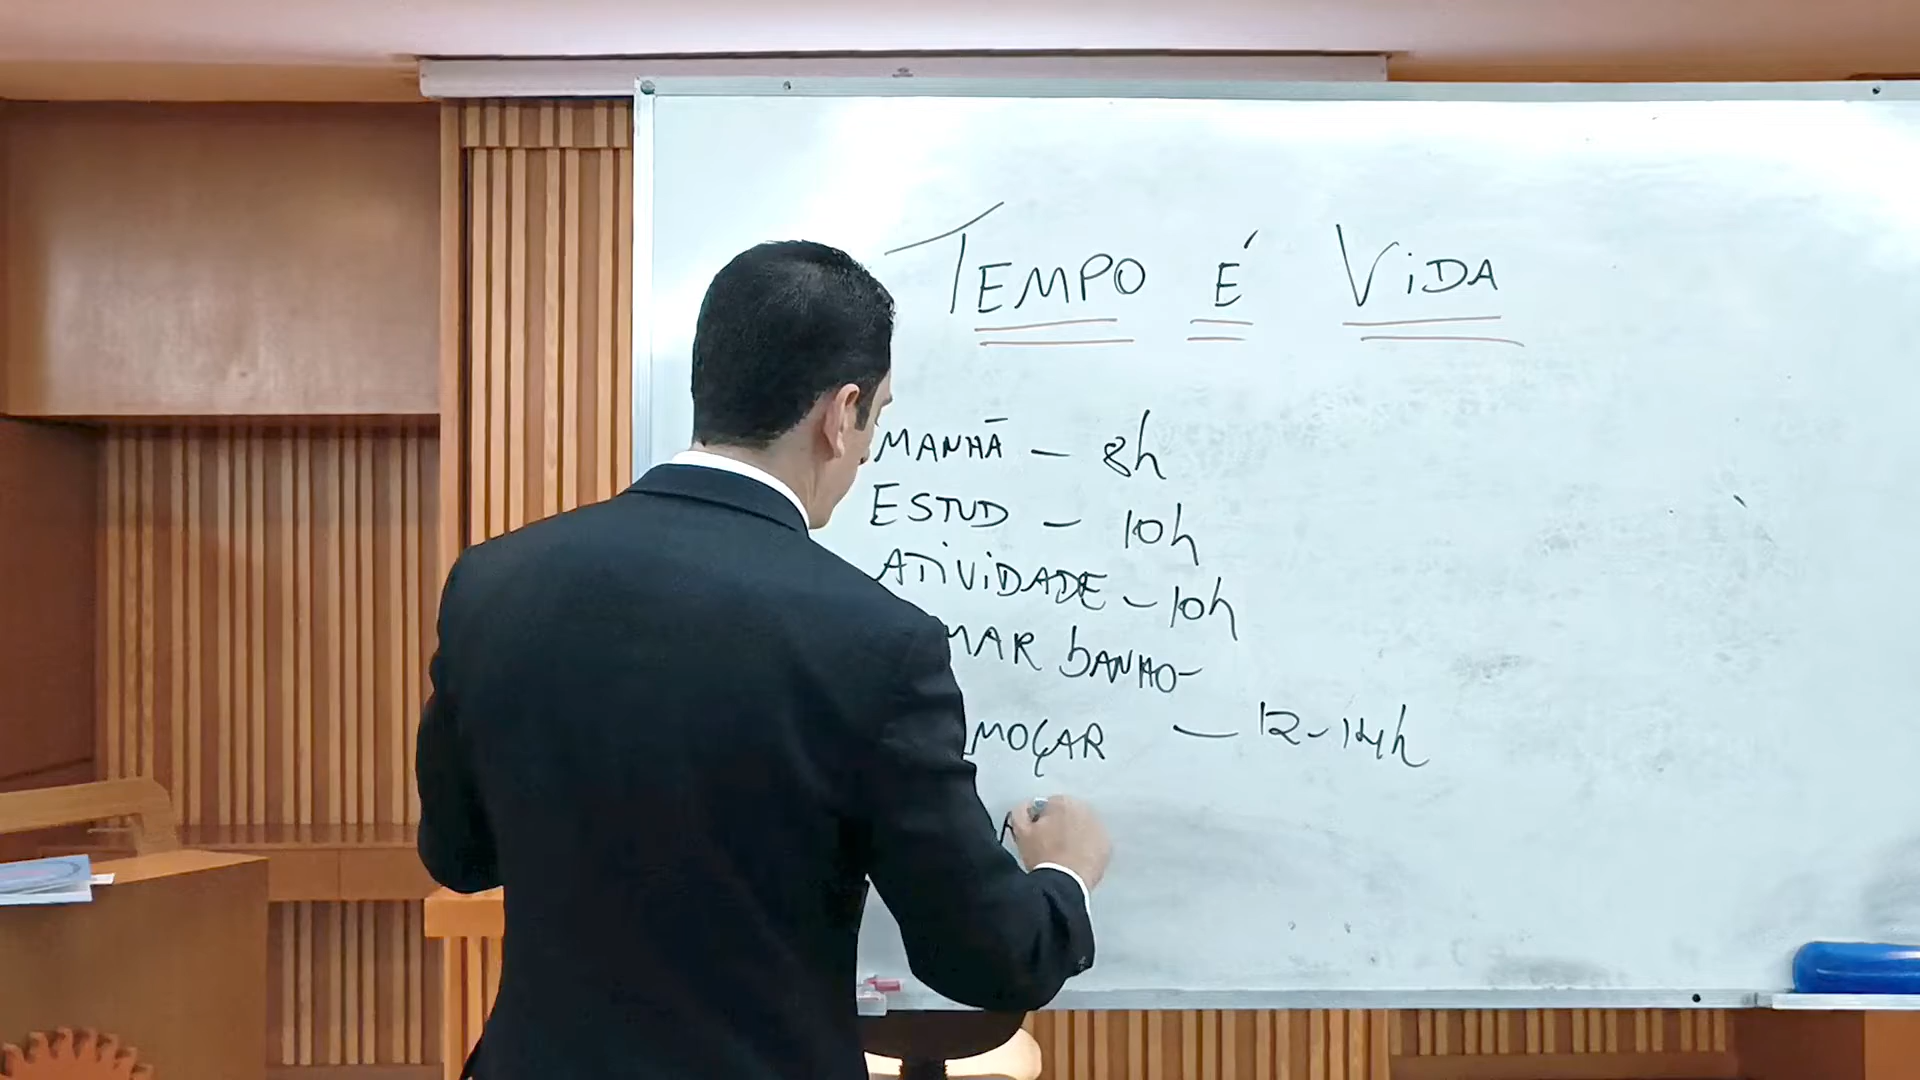 TEMPO É VIDA
MANHÃ - 8h
ESTUD - 10h
ATIVIDADE - 10h
MAR BANHO -
MOÇAR - 12-14h